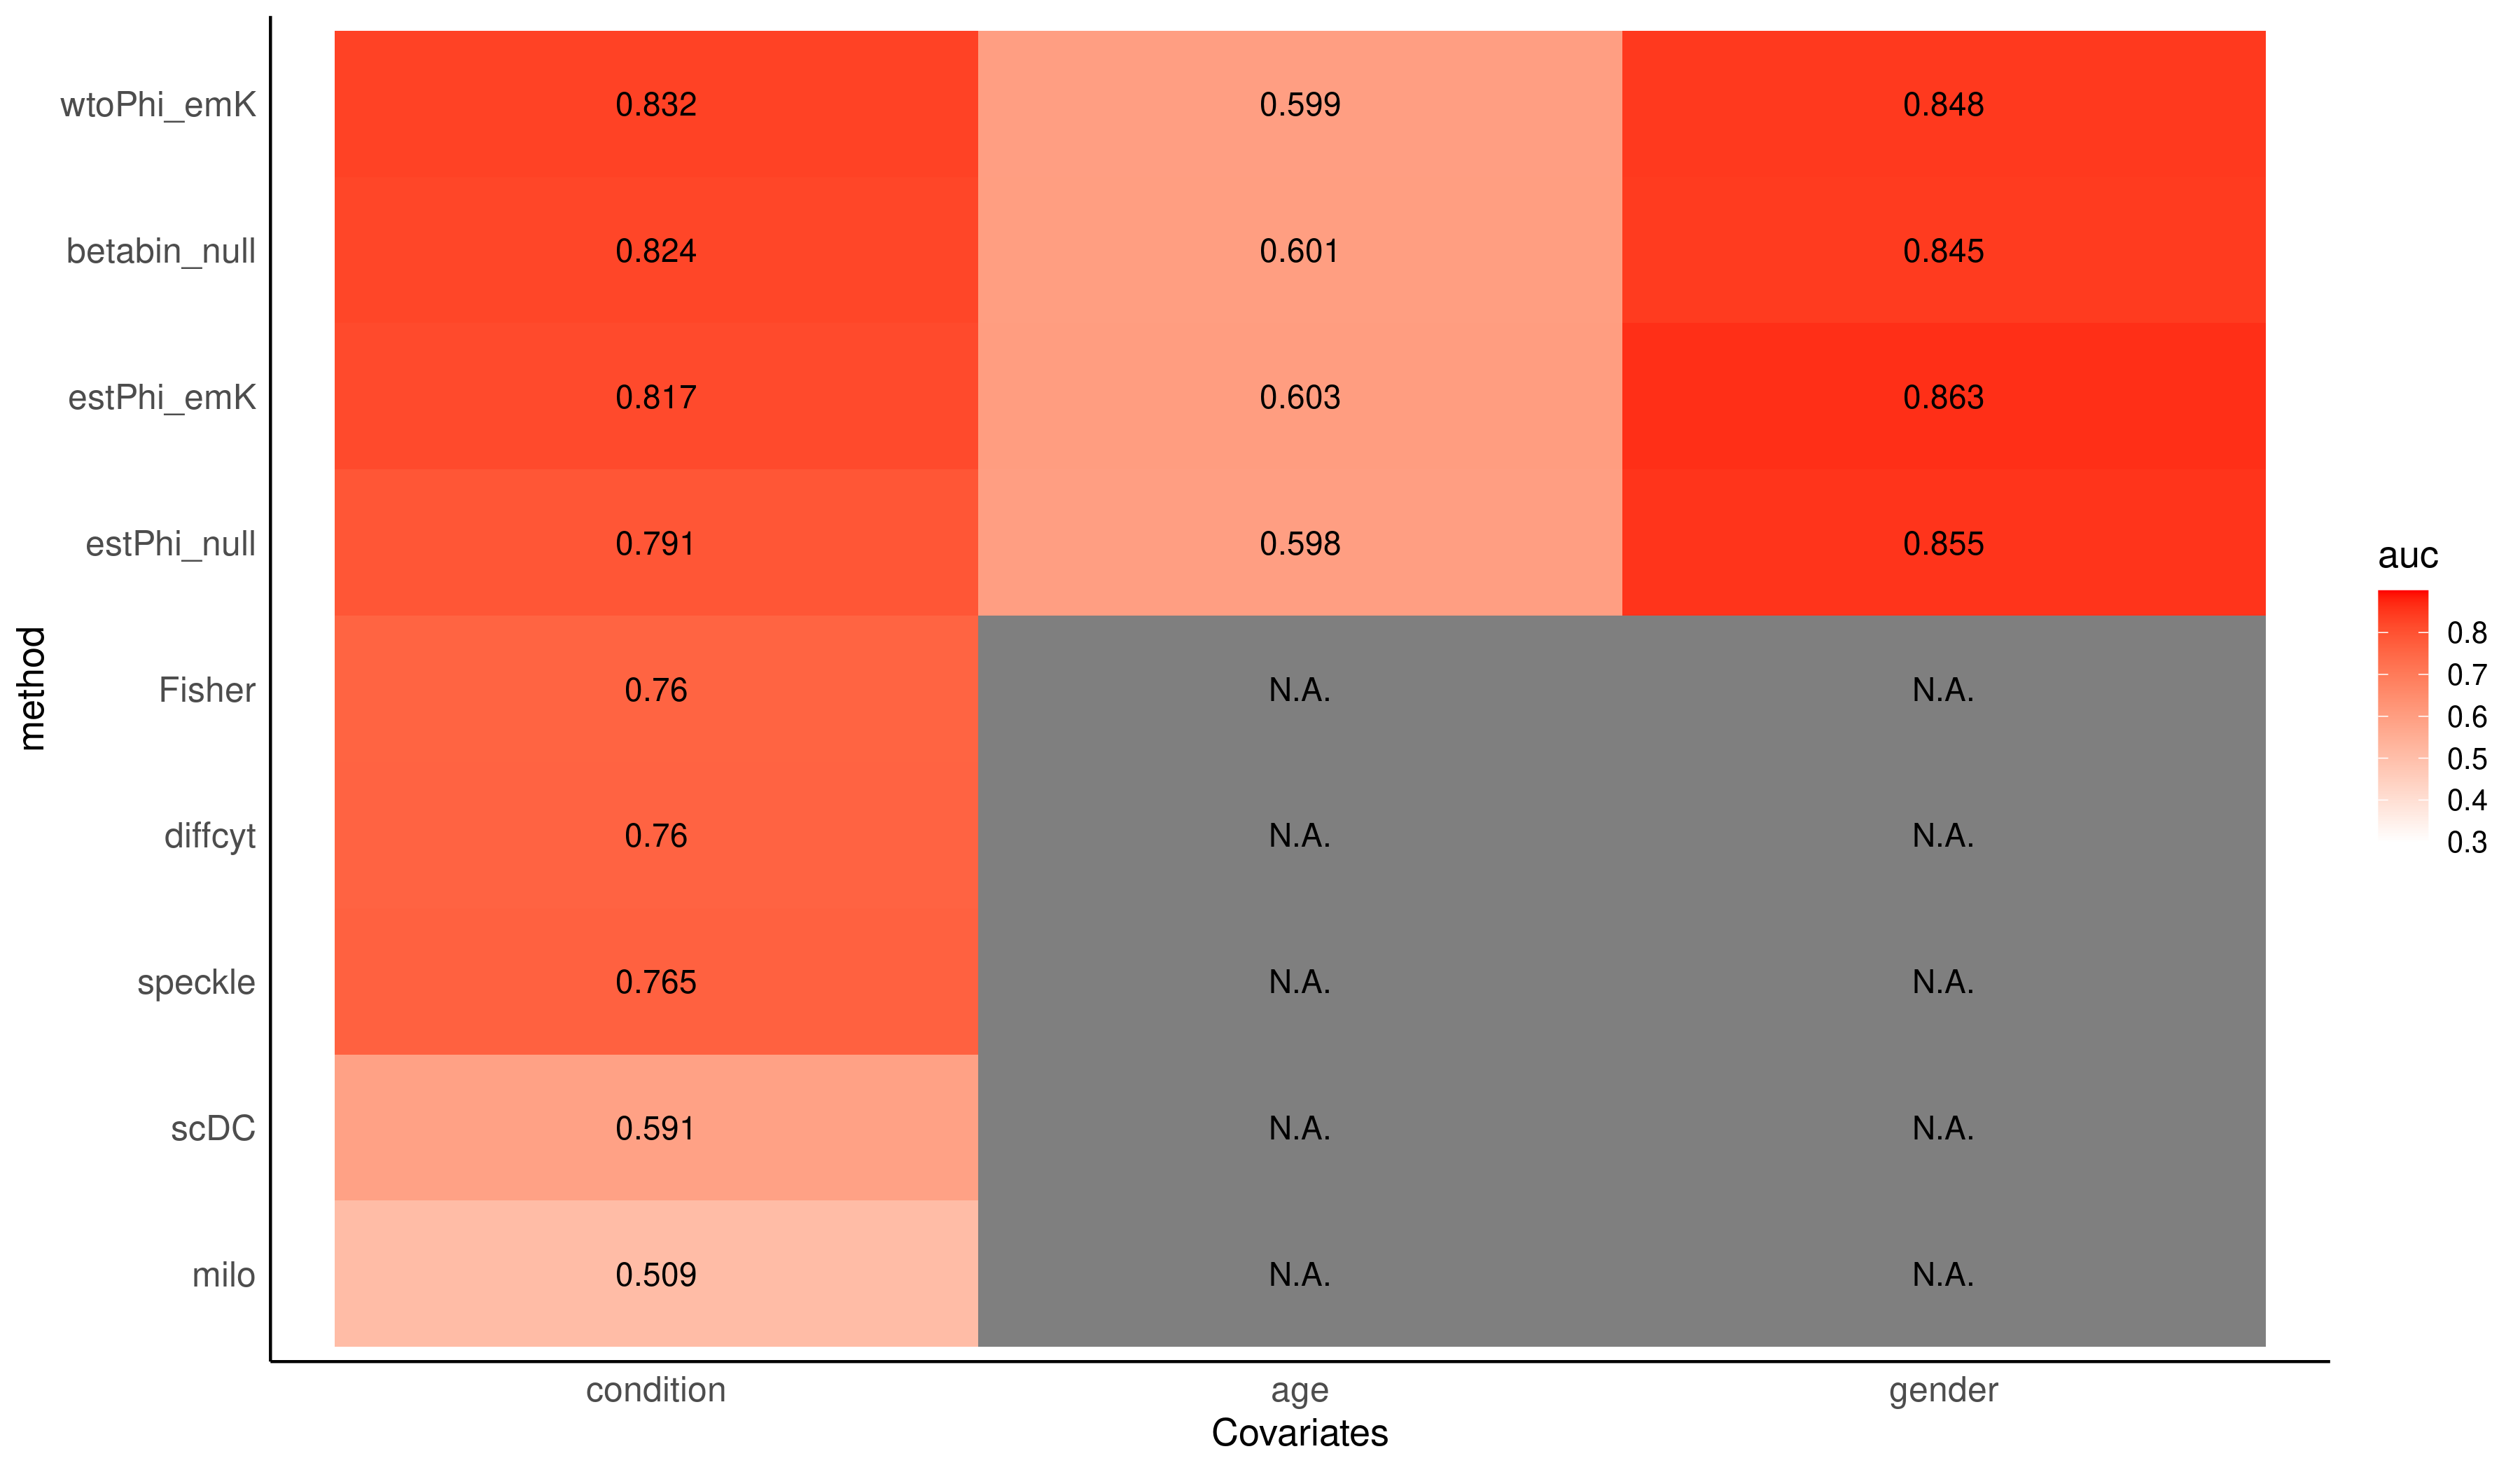 wtoPhi_emK 0.832 0.599 0.848
betabin_null 0.824 0.601 0.845
estPhi_emK 0.817 0.603 0.863
estPhi_null 0.791 0.598 0.855
Fisher 0.76 N.A. N.A.
diffcyt 0.76 N.A. N.A.
speckle 0.765 N.A. N.A.
scDC 0.591 N.A. N.A.
milo 0.509 N.A. N.A.
method
condition age gender
Covariates
auc
0.8
0.7
0.6
0.5
0.4
0.3